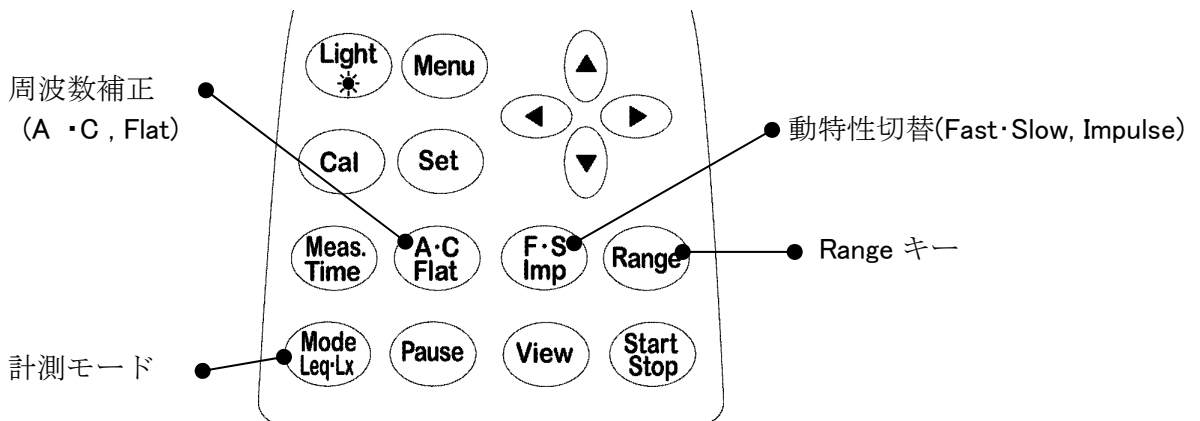 Light
Menu
周波数補正
(A ・C , Flat)
動特性切替(Fast・Slow, Impulse)
Cal
Set
Meas.
Time
A・C
Flat
F・S
Imp
Range
Range キー
計測モード
Mode
Leq・Lx
Pause
View
Start
Stop